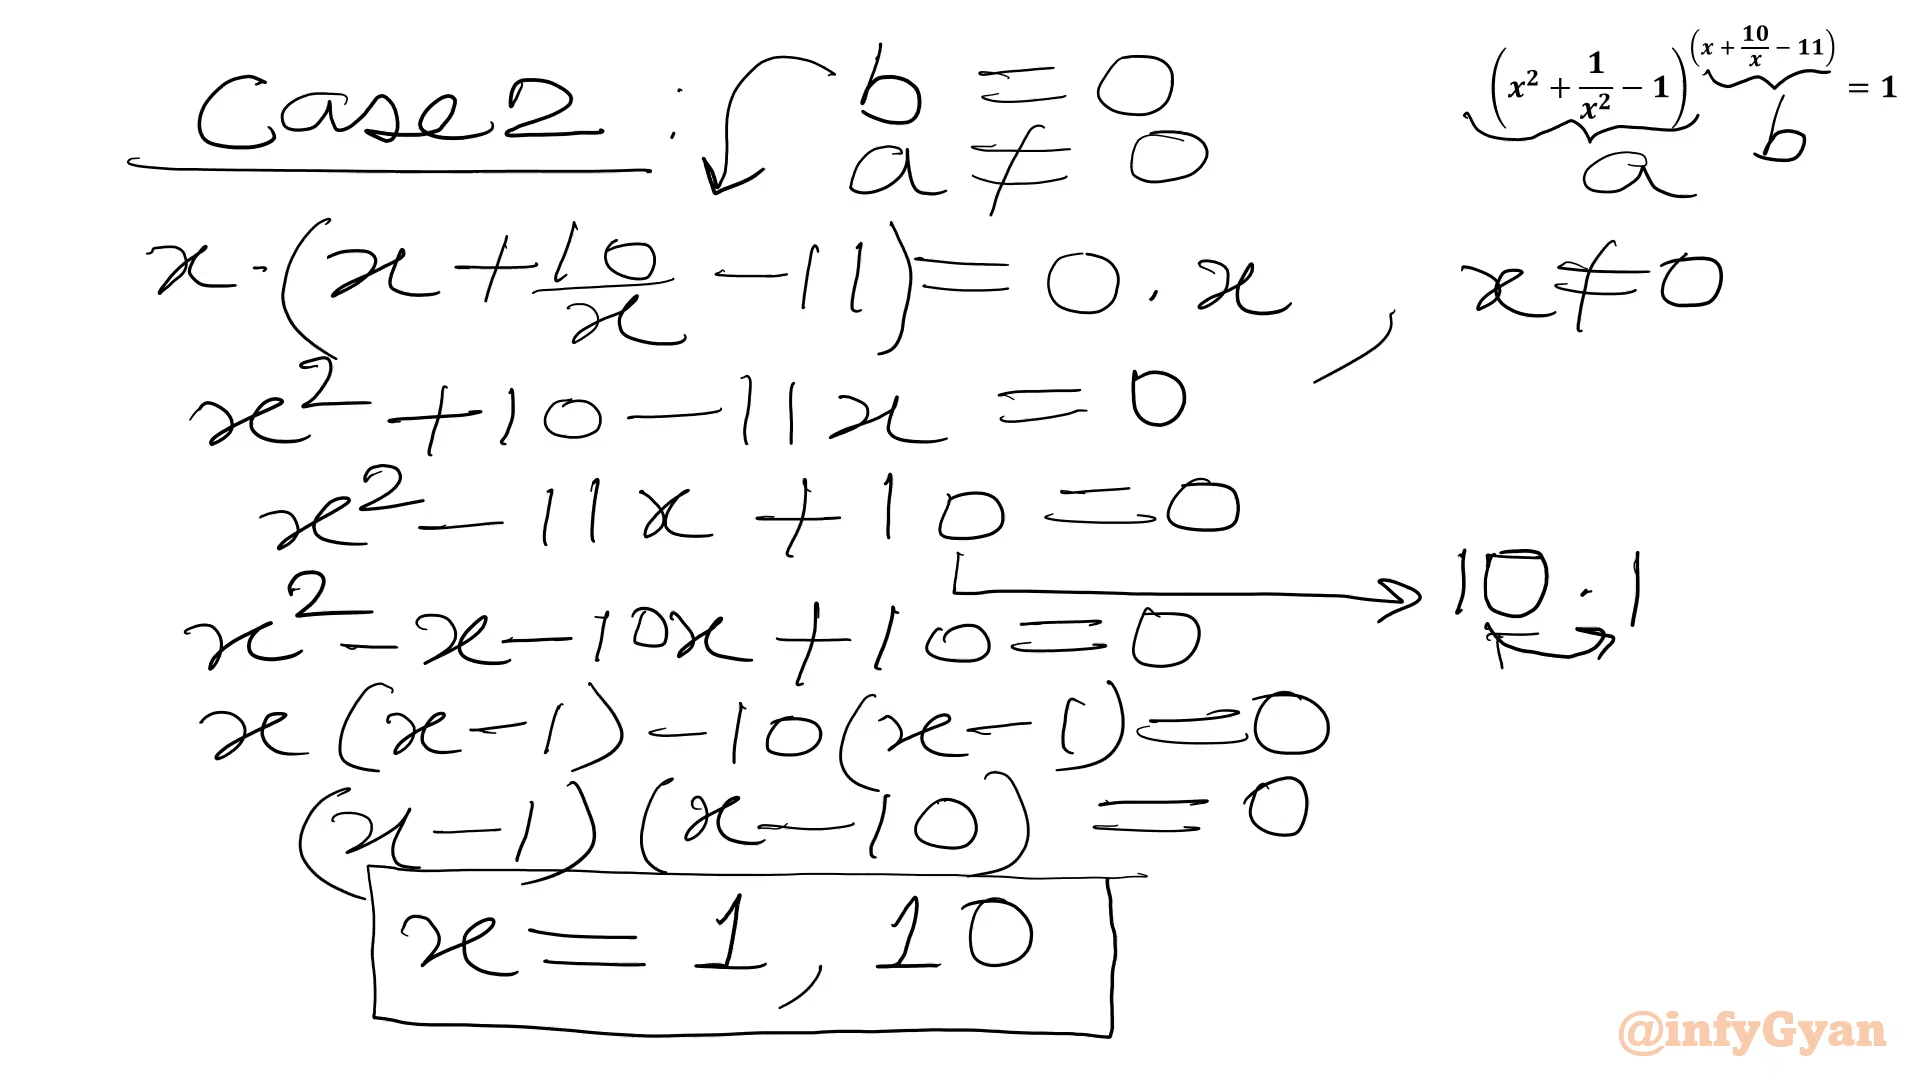 Case 2 : b = 0
a ≠ 0
(x² + 1/x² − 1)^(x + 10/x − 11) = 1
a
b
x · (x + 10/x − 11) = 0 · x , x ≠ 0
x² + 10 − 11x = 0
x² − 11x + 10 = 0
10 · 1
x² − x − 10x + 10 = 0
x(x − 1) − 10(x − 1) = 0
(x − 1)(x − 10) = 0
x = 1, 10
@infyGyan